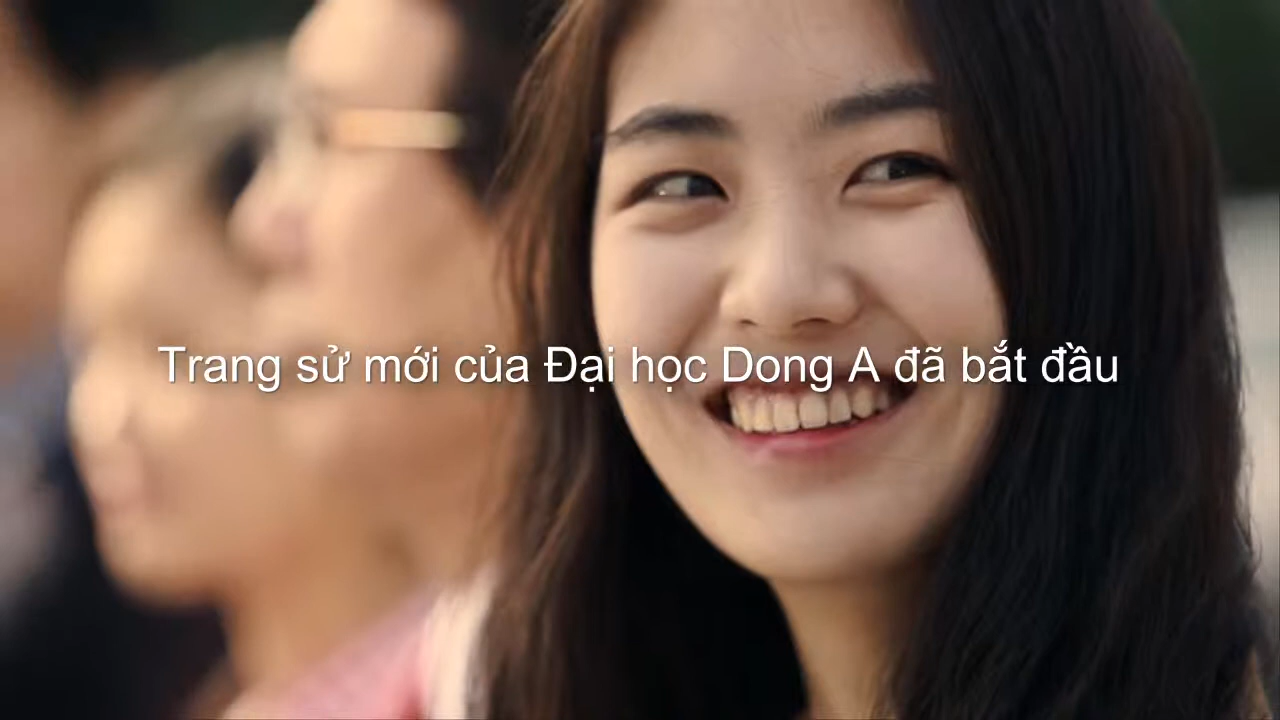 Trang sử mới của Đại học Dong A đã bắt đầu